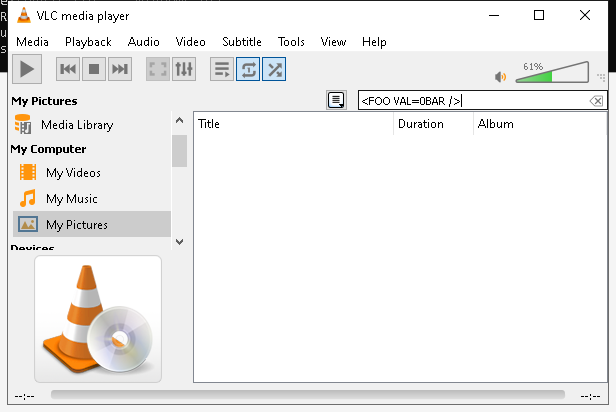 VLC media player
Media Playback Audio Video Subtitle Tools View Help
61%
My Pictures
<FOO VAL=0BAR />
Media Library
Title Duration Album
My Computer
My Videos
My Music
My Pictures
Devices
--:-- --:--